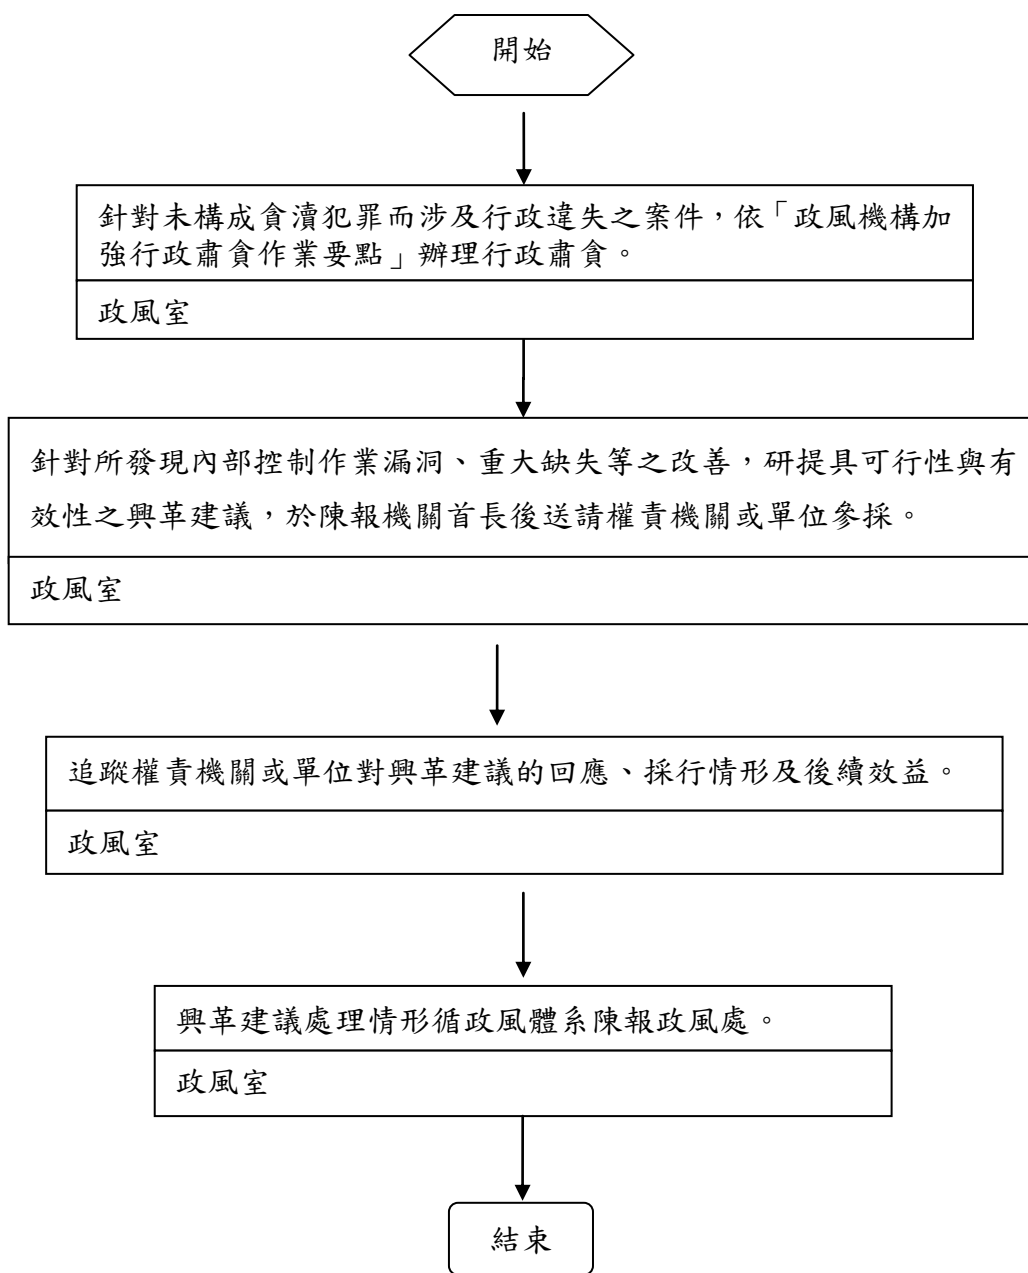 開始
針對未構成貪瀆犯罪而涉及行政違失之案件，依「政風機構加
強行政肅貪作業要點」辦理行政肅貪。
政風室
針對所發現內部控制作業漏洞、重大缺失等之改善，研提具可行性與有
效性之興革建議，於陳報機關首長後送請權責機關或單位參採。
政風室
追蹤權責機關或單位對興革建議的回應、採行情形及後續效益。
政風室
興革建議處理情形循政風體系陳報政風處。
政風室
結束